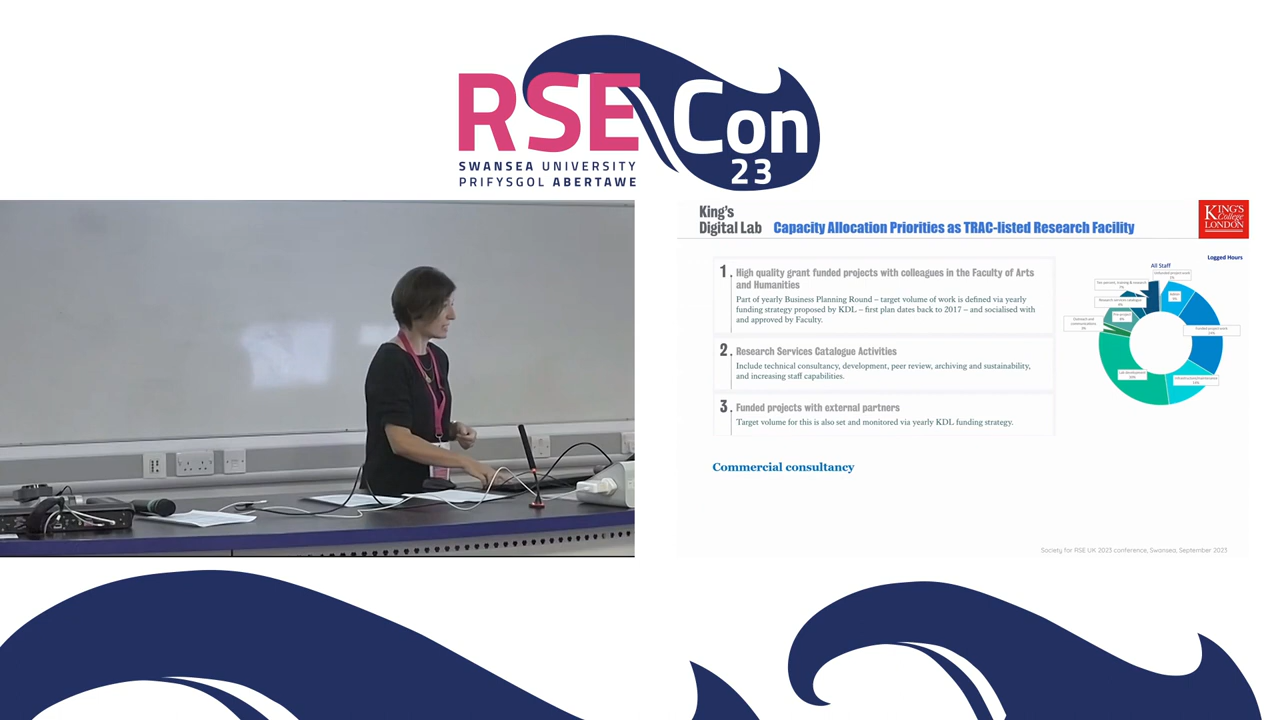 RSE Con
23
SWANSEA UNIVERSITY
PRIFYSGOL ABERTAWE
King's
Digital Lab
Capacity Allocation Priorities as TRAC-listed Research Facility
KING'S
College
LONDON
1. High quality grant funded projects with colleagues in the Faculty of Arts
and Humanities
Part of yearly Business Planning Round – target volume of work is defined via yearly
funding strategy proposed by KDL – first plan dates back to 2017 – and socialised with
and approved by Faculty.
2. Research Services Catalogue Activities
Include technical consultancy, development, peer review, archiving and sustainability,
and increasing staff capabilities.
3. Funded projects with external partners
Target volume for this is also set and monitored via yearly KDL funding strategy.
Commercial consultancy
Logged Hours
All Staff
Society for RSE UK 2023 conference, Swansea, September 2023